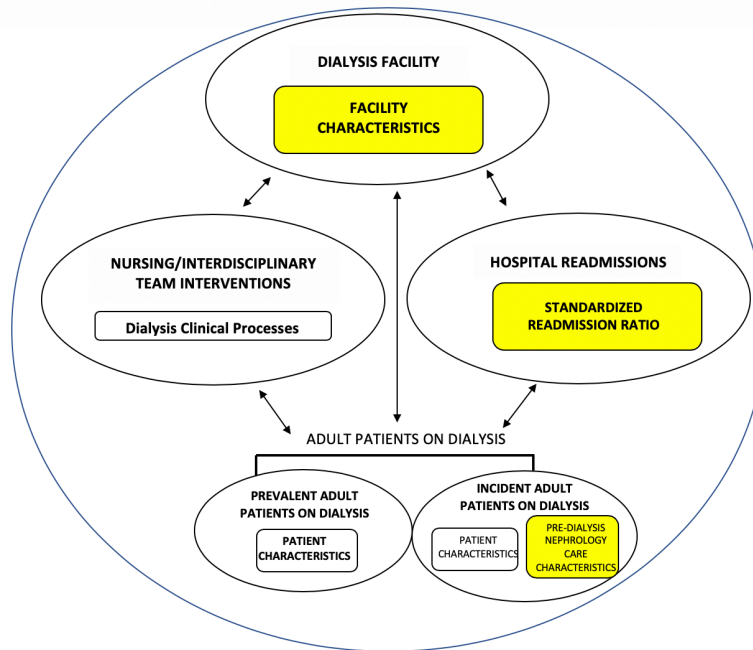 DIALYSIS FACILITY
FACILITY
CHARACTERISTICS
NURSING/INTERDISCIPLINARY
TEAM INTERVENTIONS
Dialysis Clinical Processes
HOSPITAL READMISSIONS
STANDARDIZED
READMISSION RATIO
ADULT PATIENTS ON DIALYSIS
PREVALENT ADULT
PATIENTS ON DIALYSIS
PATIENT
CHARACTERISTICS
INCIDENT ADULT
PATIENTS ON DIALYSIS
PATIENT
CHARACTERISTICS
PRE-DIALYSIS
NEPHROLOGY
CARE
CHARACTERISTICS